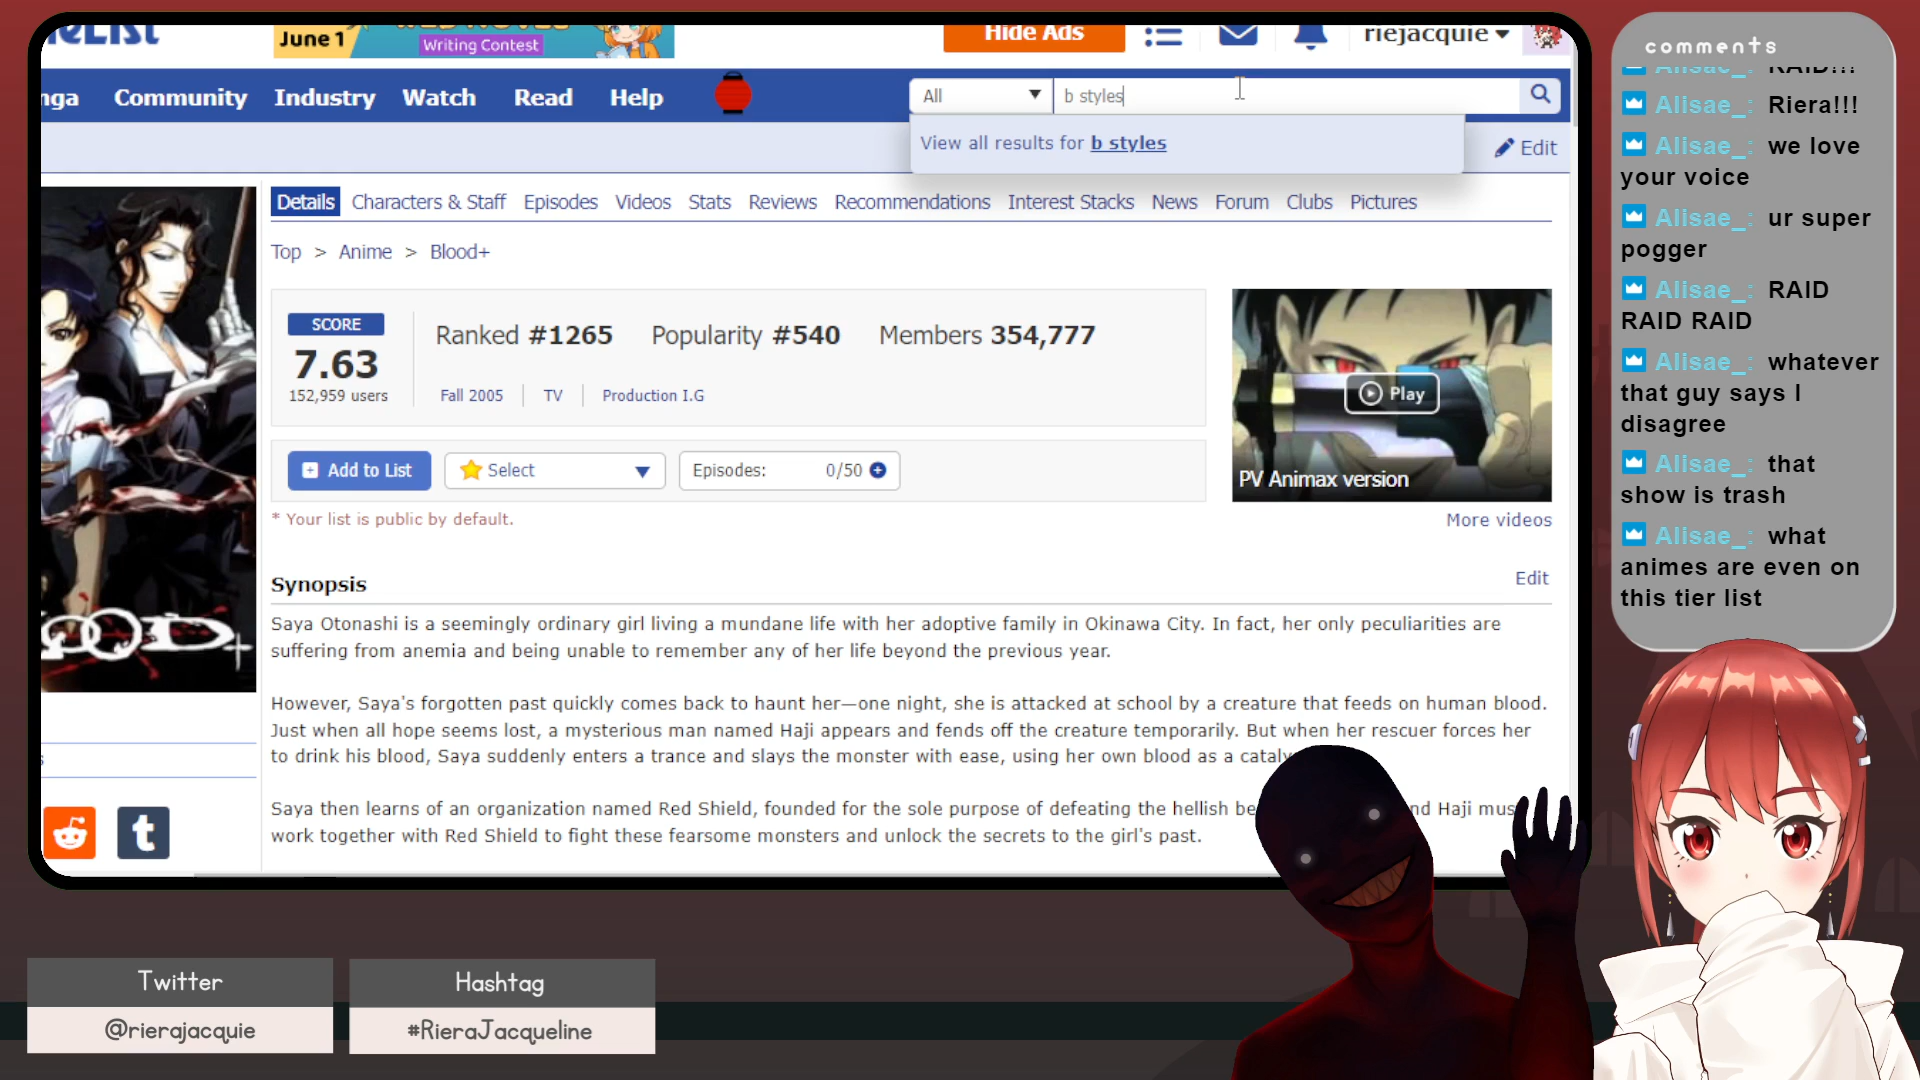 June 1
Writing Contest
Hide Ads
riejacquie
Community
Industry
Watch
Read
Help
All
b styles
View all results for b styles
Edit
Details
Characters & Staff
Episodes
Videos
Stats
Reviews
Recommendations
Interest Stacks
News
Forum
Clubs
Pictures
Top > Anime > Blood+
SCORE
7.63
152,959 users
Ranked #1265
Popularity #540
Members 354,777
Fall 2005
TV
Production I.G
Play
PV Animax version
Add to List
Select
Episodes: 0/50
* Your list is public by default.
More videos
Synopsis
Edit
Saya Otonashi is a seemingly ordinary girl living a mundane life with her adoptive family in Okinawa City. In fact, her only peculiarities are
suffering from anemia and being unable to remember any of her life beyond the previous year.
However, Saya's forgotten past quickly comes back to haunt her—one night, she is attacked at school by a creature that feeds on human blood.
Just when all hope seems lost, a mysterious man named Haji appears and fends off the creature temporarily. But when her rescuer forces her
to drink his blood, Saya suddenly enters a trance and slays the monster with ease, using her own blood as a cataly
Saya then learns of an organization named Red Shield, founded for the sole purpose of defeating the hellish be nd Haji mus
work together with Red Shield to fight these fearsome monsters and unlock the secrets to the girl's past.
comments
Alisae_: RAID!!!
Alisae_: Riera!!!
Alisae_: we love
your voice
Alisae_: ur super
pogger
Alisae_: RAID
RAID RAID
Alisae_: whatever
that guy says I
disagree
Alisae_: that
show is trash
Alisae_: what
animes are even on
this tier list
Twitter
@rierajacquie
Hashtag
#RieraJacqueline